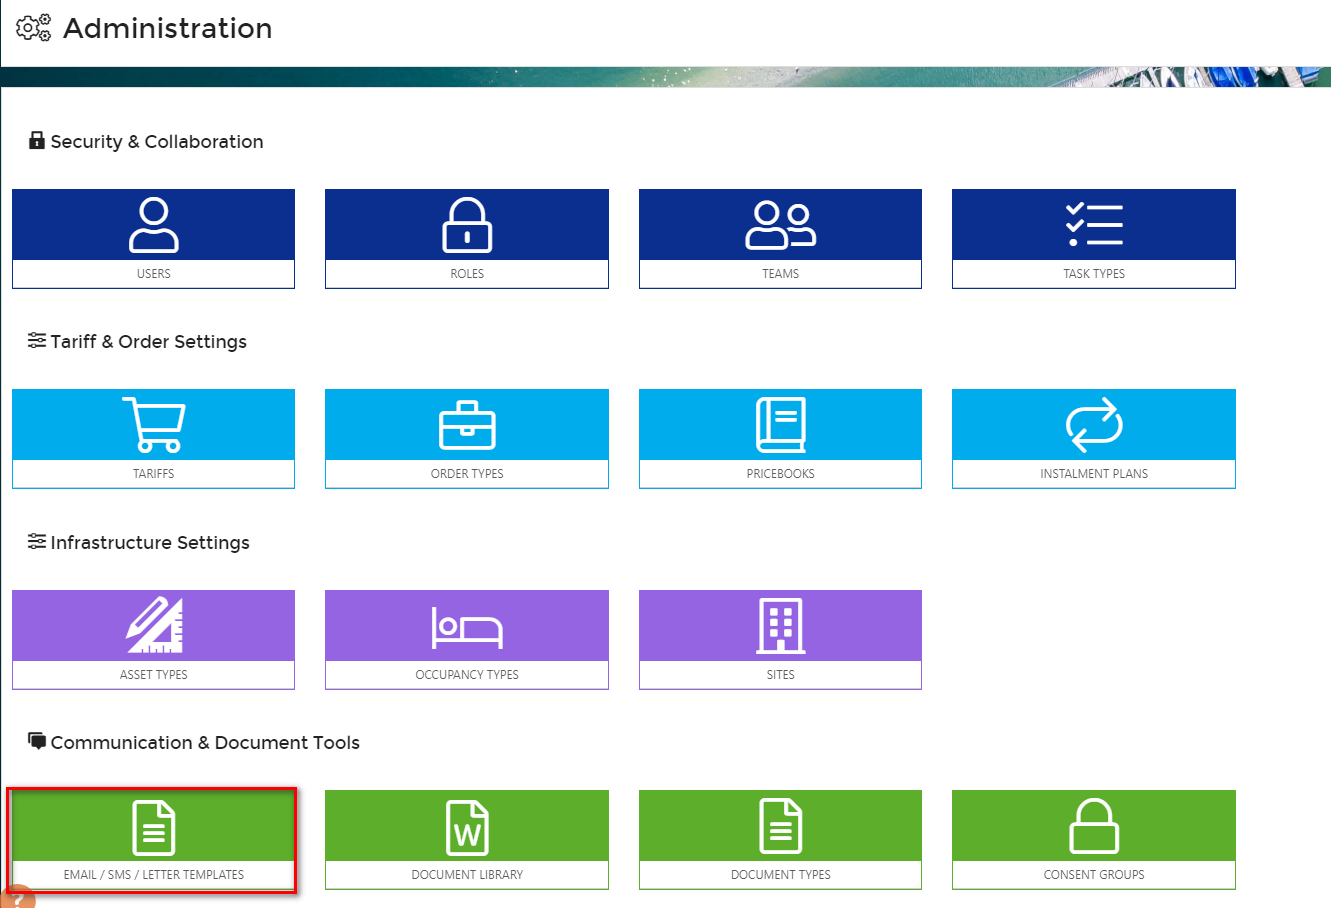 Administration
Security & Collaboration
USERS
ROLES
TEAMS
TASK TYPES
Tariff & Order Settings
TARIFFS
ORDER TYPES
PRICEBOOKS
INSTALMENT PLANS
Infrastructure Settings
ASSET TYPES
OCCUPANCY TYPES
SITES
Communication & Document Tools
W
EMAIL / SMS / LETTER TEMPLATES
DOCUMENT LIBRARY
DOCUMENT TYPES
CONSENT GROUPS
?